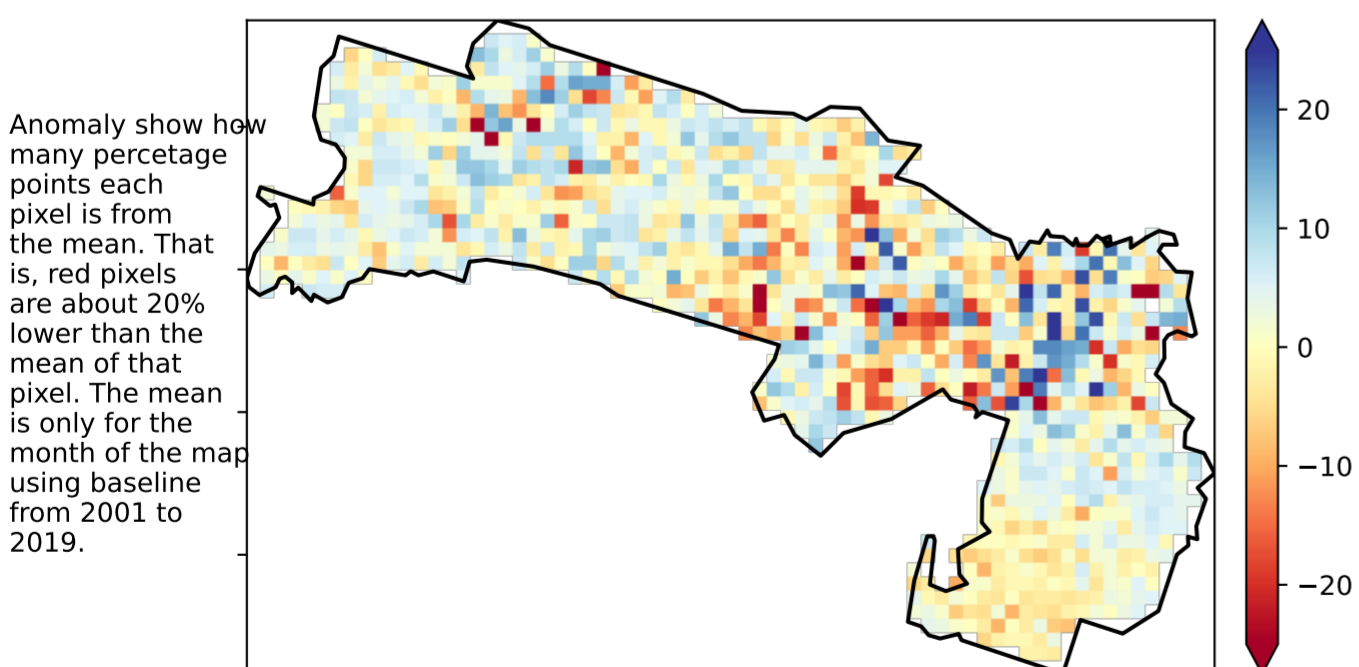 Anomaly show how
many percetage
points each
pixel is from
the mean. That
is, red pixels
are about 20%
lower than the
mean of that
pixel. The mean
is only for the
month of the map
using baseline
from 2001 to
2019.
20
10
0
−10
−20